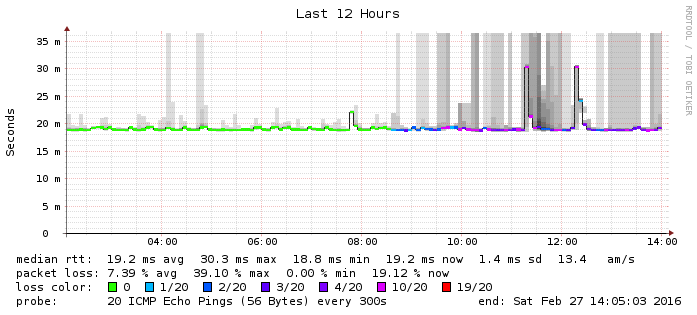 Last 12 Hours
RRDTOOL / TOBI OETIKER
Seconds
35 m
30 m
25 m
20 m
15 m
10 m
5 m
0
04:00 06:00 08:00 10:00 12:00 14:00
median rtt: 19.2 ms avg 30.3 ms max 18.8 ms min 19.2 ms now 1.4 ms sd 13.4 am/s
packet loss: 7.39 % avg 39.10 % max 0.00 % min 19.12 % now
loss color: 0 1/20 2/20 3/20 4/20 10/20 19/20
probe: 20 ICMP Echo Pings (56 Bytes) every 300s end: Sat Feb 27 14:05:03 2016